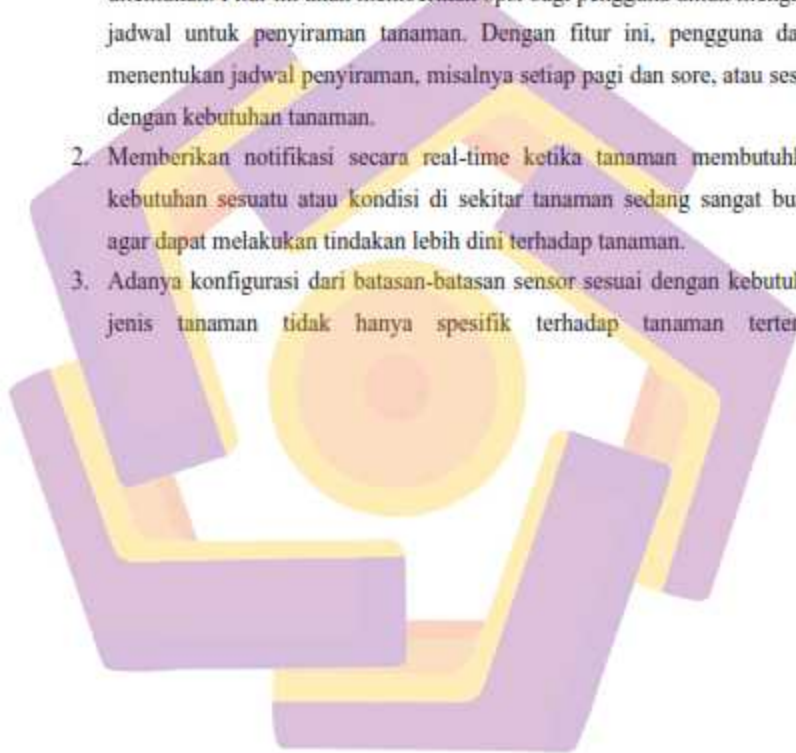 jadwal untuk penyiraman tanaman. Dengan fitur ini, pengguna da
menentukan jadwal penyiraman, misalnya setiap pagi dan sore, atau ses
dengan kebutuhan tanaman.
2. Memberikan notifikasi secara real-time ketika tanaman membutuhk
kebutuhan sesuatu atau kondisi di sekitar tanaman sedang sangat bu
agar dapat melakukan tindakan lebih dini terhadap tanaman.
3. Adanya konfigurasi dari batasan-batasan sensor sesuai dengan kebutul
jenis tanaman tidak hanya spesifik terhadap tanaman terter